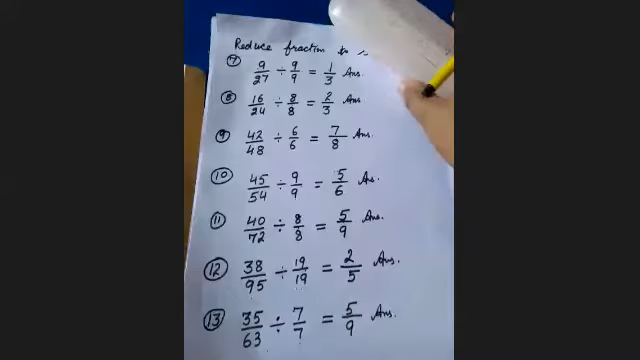 Reduce fraction to
7 9/27 ÷ 9/9 = 1/3 Ans.
8 16/24 ÷ 8/8 = 2/3 Ans
9 42/48 ÷ 6/6 = 7/8 Ans.
10 45/54 ÷ 9/9 = 5/6 An.
11 40/72 ÷ 8/8 = 5/9 Ans.
12 38/95 ÷ 19/19 = 2/5 Ans.
13 35/63 ÷ 7/7 = 5/9 Ans.